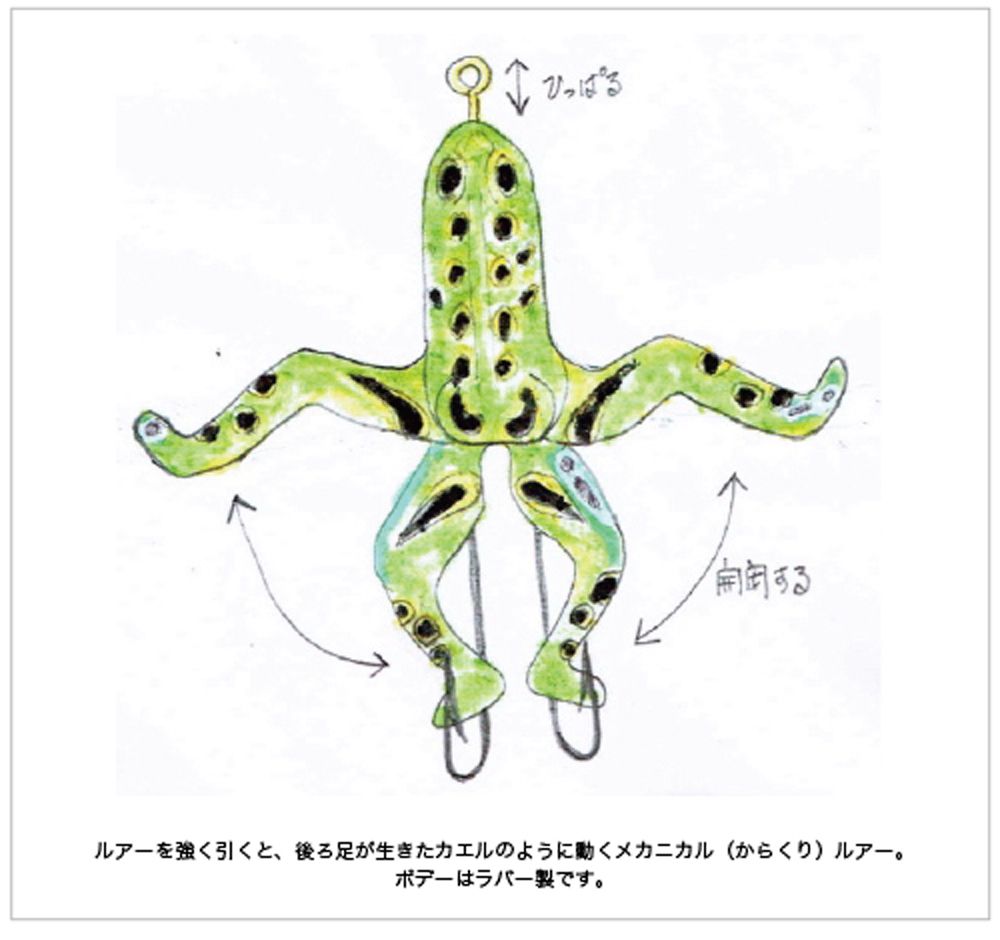 ひっぱる
開閉する
ルアーを強く引くと、後ろ足が生きたカエルのように動くメカニカル（からくり）ルアー。
ボデーはラバー製です。